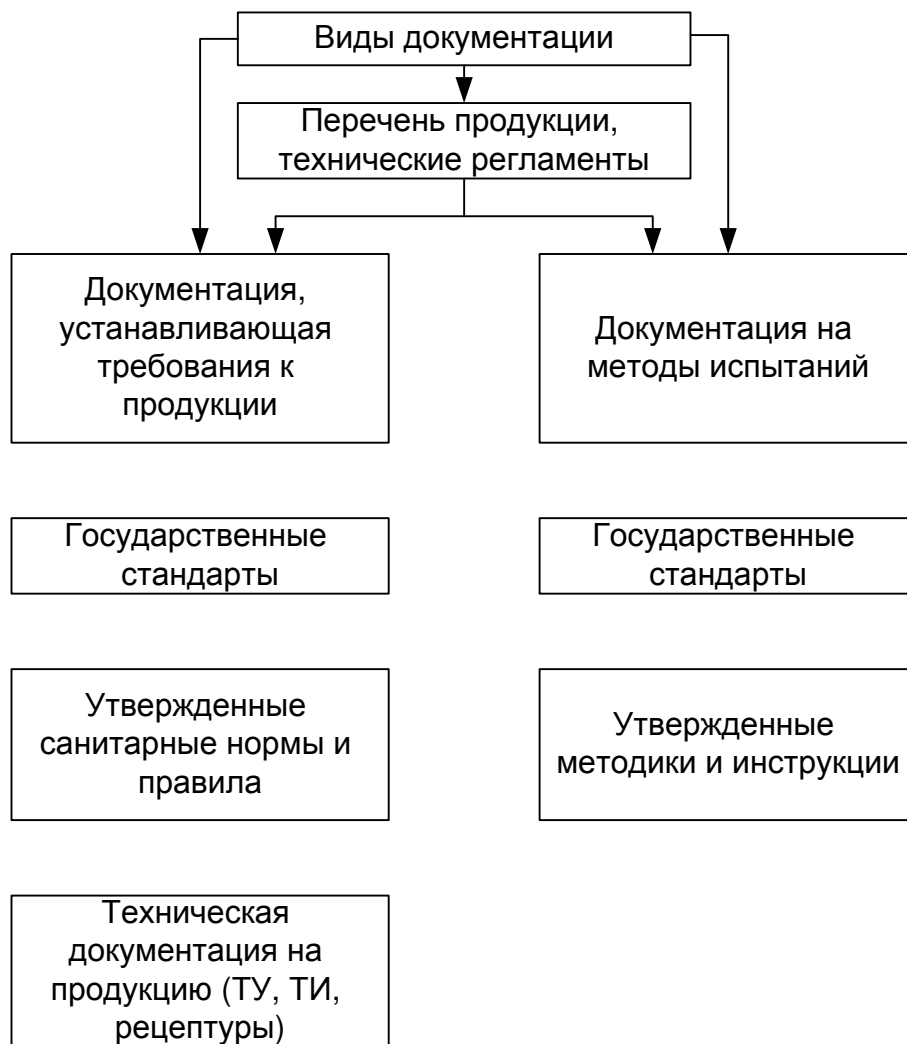 Виды документации
Перечень продукции,
технические регламенты
Документация,
устанавливающая
требования к
продукции
Документация на
методы испытаний
Государственные
стандарты
Государственные
стандарты
Утвержденные
санитарные нормы и
правила
Утвержденные
методики и инструкции
Техническая
документация на
продукцию (ТУ, ТИ,
рецептуры)